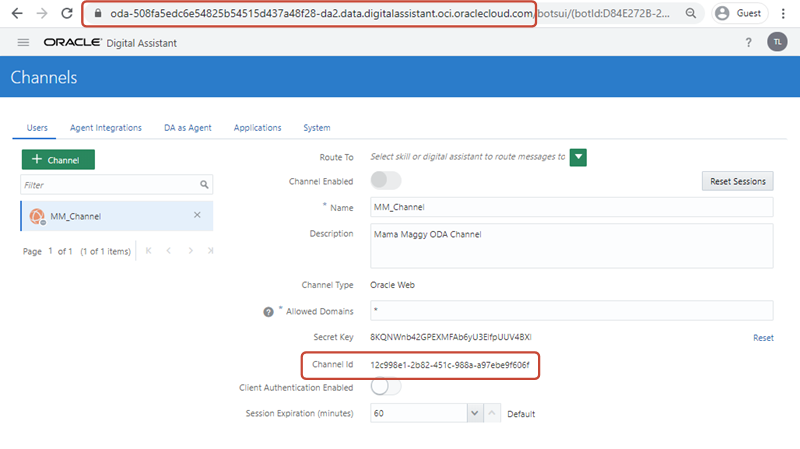 oda-508fa5edc6e54825b54515d437a48f28-da2.data.digitalassistant.oci.oraclecloud.com/botsui/(botId:D84E272B-2... Guest
ORACLE Digital Assistant ? TL
Channels
Users Agent Integrations DA as Agent Applications System
+ Channel
Route To Select skill or digital assistant to route messages to
Filter
Channel Enabled Reset Sessions
MM_Channel
* Name MM_Channel
Page 1 of 1 (1 of 1 items)
Description Mama Maggy ODA Channel
Channel Type Oracle Web
? * Allowed Domains *
Secret Key Reset
Channel Id 12c998e1-2b82-451c-988a-a97ebe9f606f
Client Authentication Enabled
Session Expiration (minutes) 60 Default